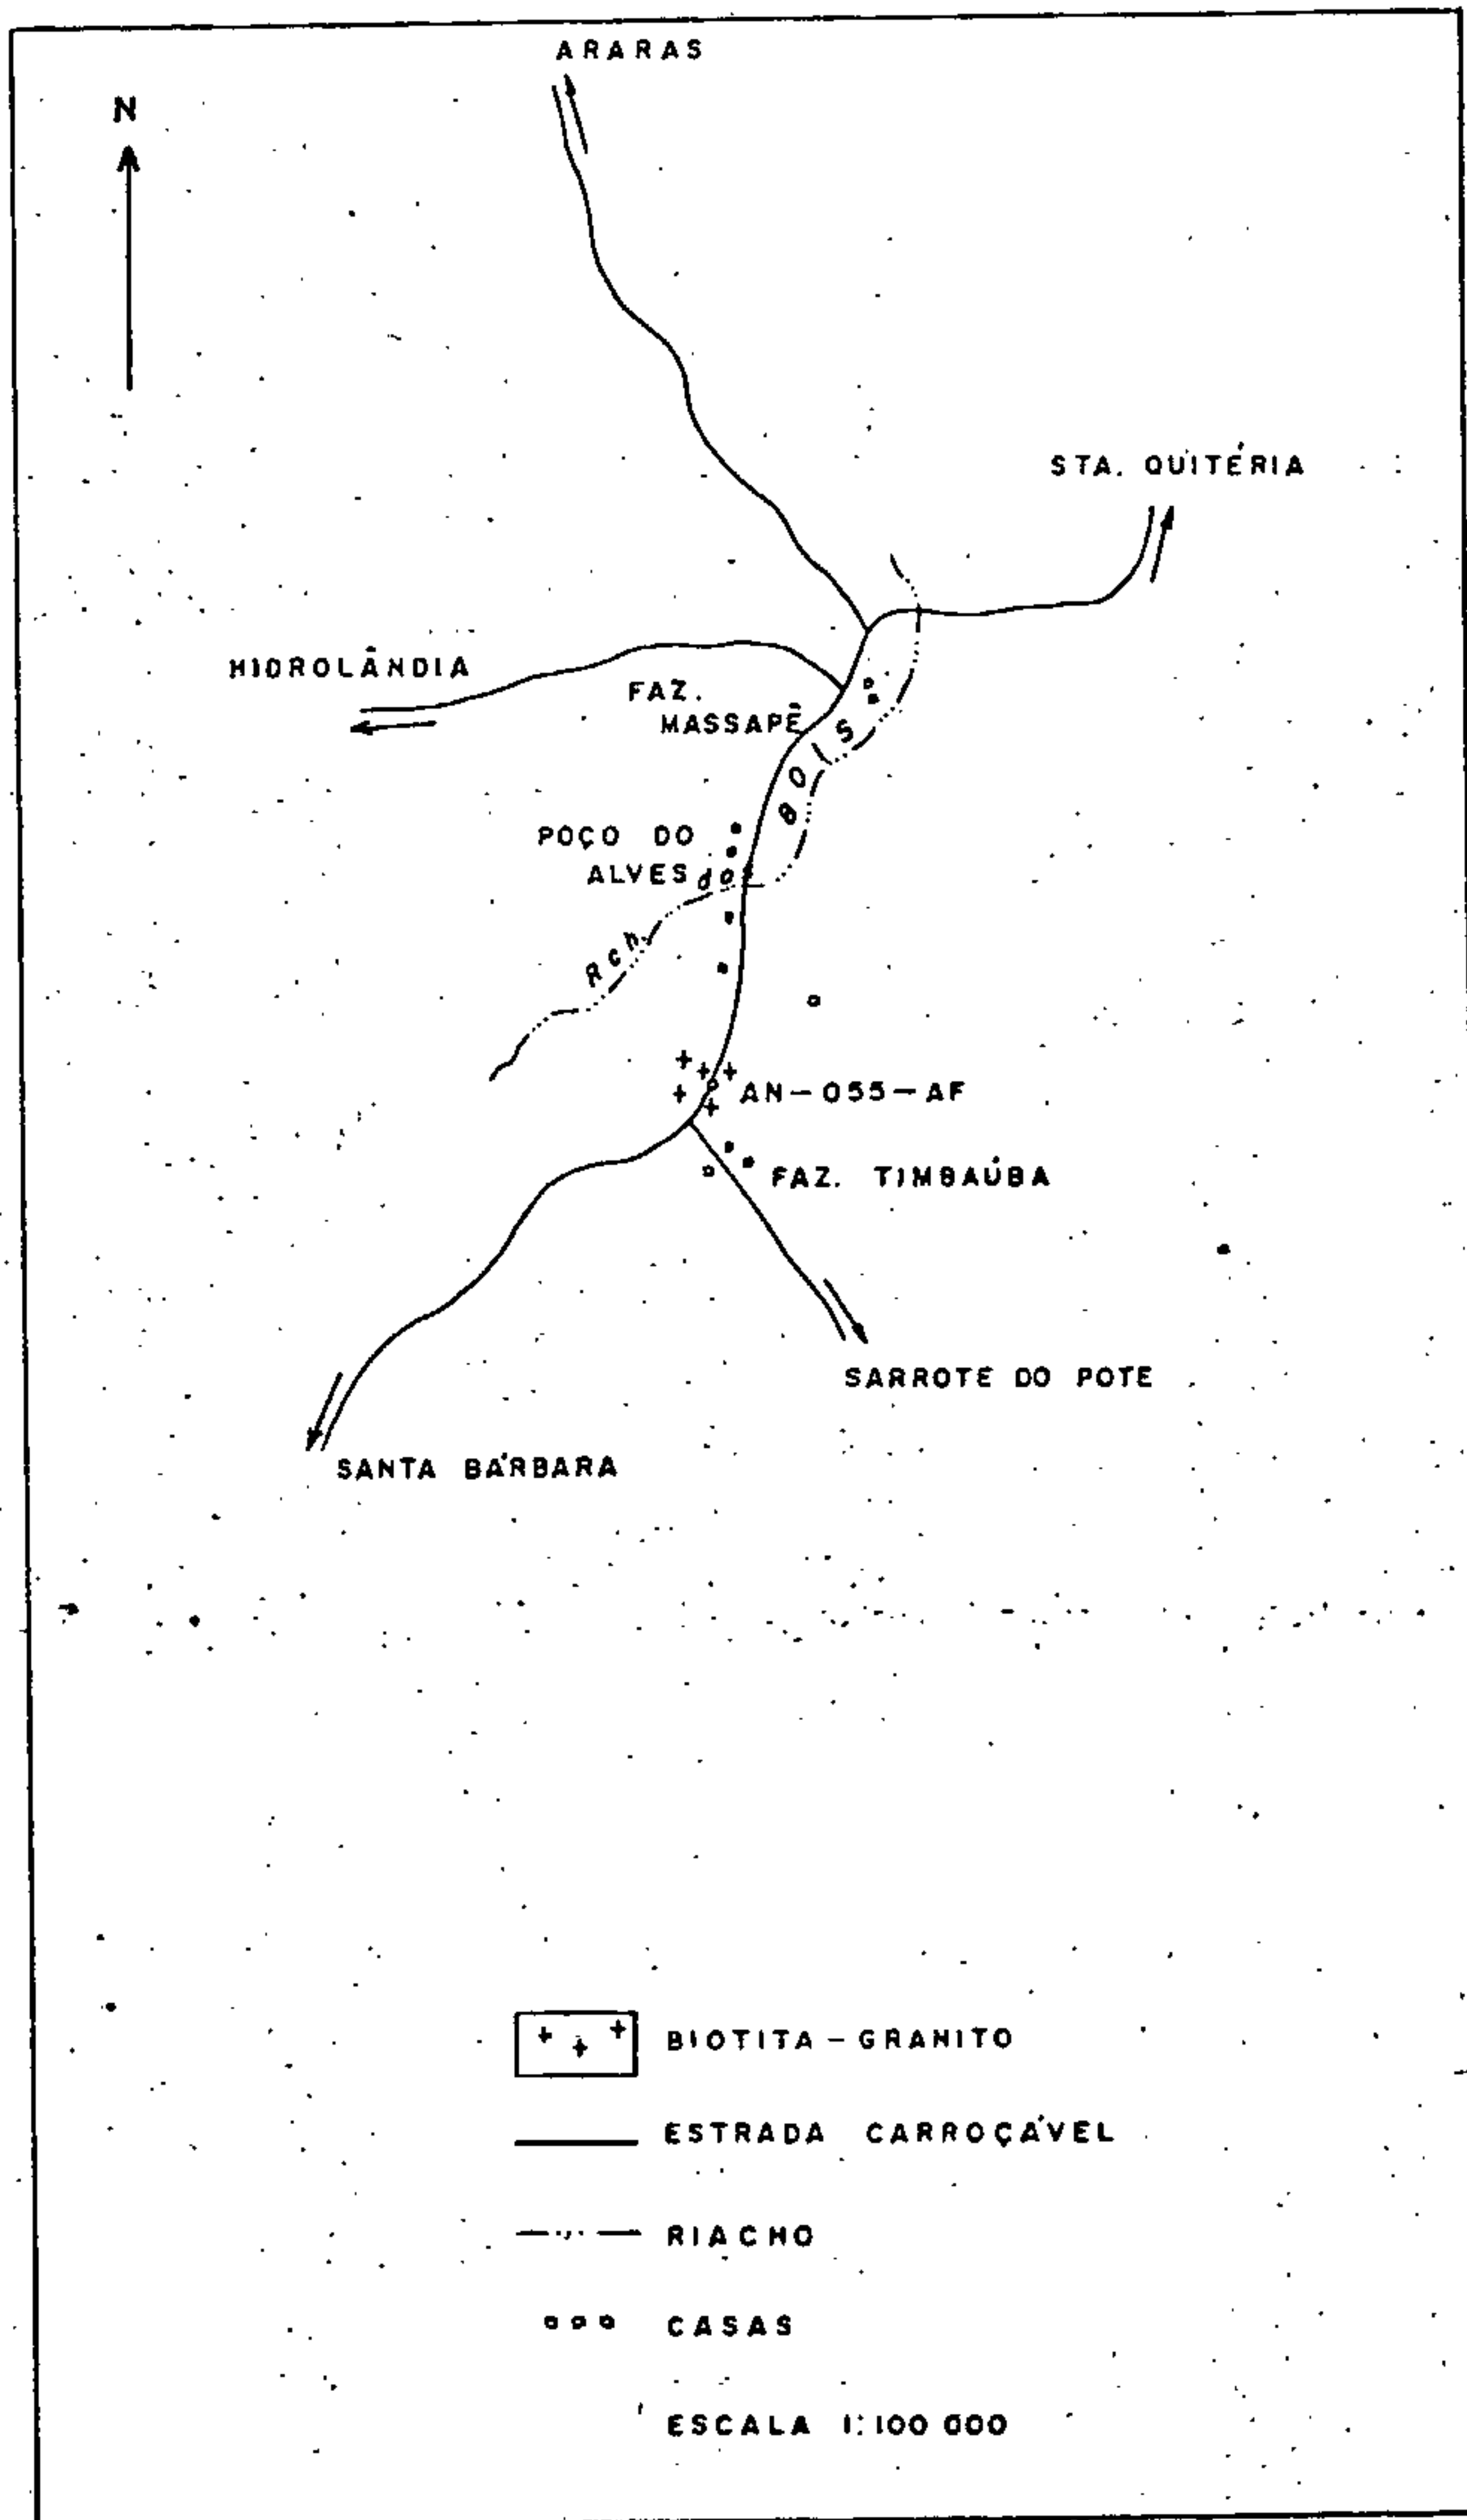 ARARAS
N
STA. QUITÉRIA
HIDROLÂNDIA
FAZ.
MASSAPÊ
POÇO DO
ALVES
Rch. dos BOIS
AN-055-AF
FAZ. TIMBAÚBA
SARROTE DO POTE
SANTA BÁRBARA
BIOTITA-GRANITO
ESTRADA CARROÇÁVEL
RIACHO
CASAS
ESCALA 1:100 000